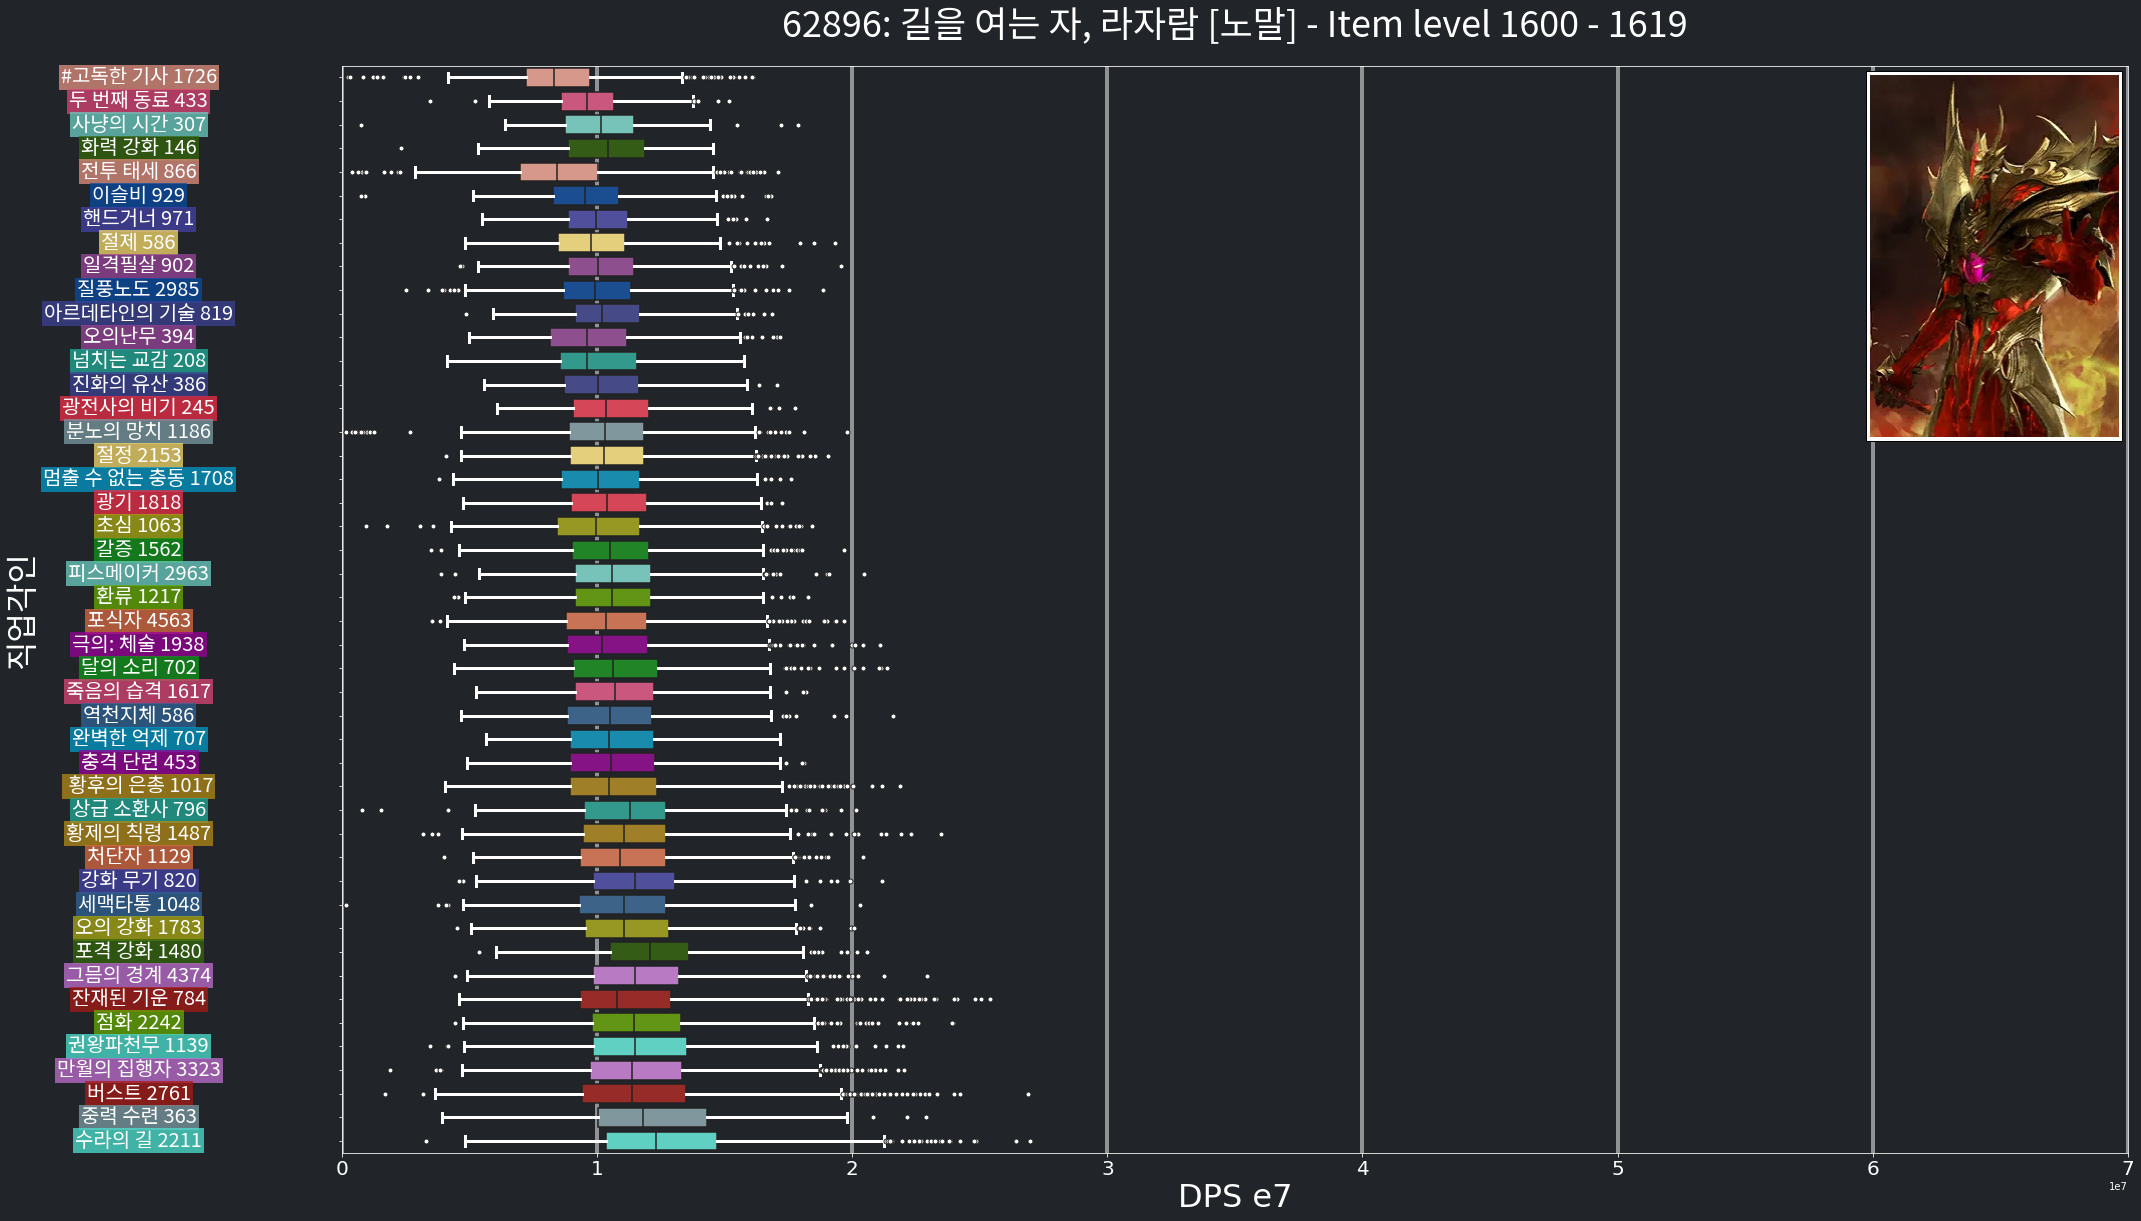 62896: 길을 여는 자, 라자람 [노말] - Item level 1600 - 1619
직업각인
#고독한 기사 1726
두 번째 동료 433
사냥의 시간 307
화력 강화 146
전투 태세 866
이슬비 929
핸드거너 971
절제 586
일격필살 902
질풍노도 2985
아르데타인의 기술 819
오의난무 394
넘치는 교감 208
진화의 유산 386
광전사의 비기 245
분노의 망치 1186
절정 2153
멈출 수 없는 충동 1708
광기 1818
초심 1063
갈증 1562
피스메이커 2963
환류 1217
포식자 4563
극의: 체술 1938
달의 소리 702
죽음의 습격 1617
역천지체 586
완벽한 억제 707
충격 단련 453
황후의 은총 1017
상급 소환사 796
황제의 칙령 1487
처단자 1129
강화 무기 820
세맥타통 1048
오의 강화 1783
포격 강화 1480
그믐의 경계 4374
잔재된 기운 784
점화 2242
권왕파천무 1139
만월의 집행자 3323
버스트 2761
중력 수련 363
수라의 길 2211
0 1 2 3 4 5 6 7
1e7
DPS e7